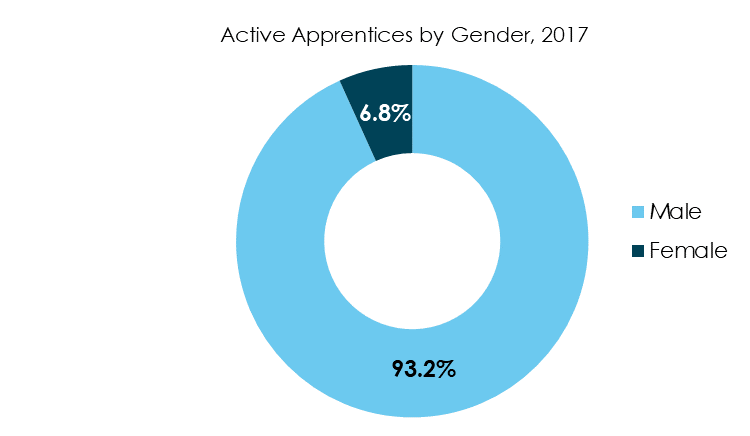 Active Apprentices by Gender, 2017
6.8%
Male
Female
93.2%